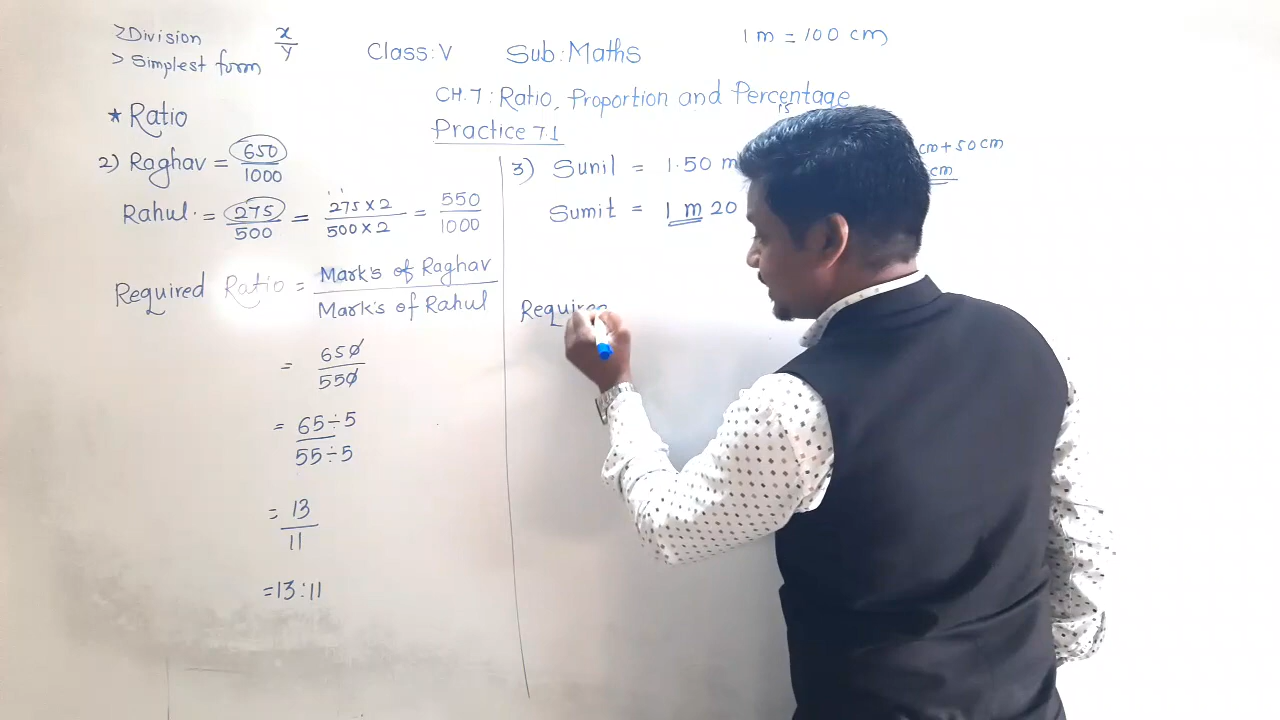 >Division
>Simplest form
x
y
Class:V Sub:Maths
1 m = 100 cm
CH.7: Ratio, Proportion and Percentage
Practice 7.1
★ Ratio
2) Raghav = 650
1000
Rahul = 275 = 275×2 = 550
500 500×2 1000
Required Ratio = Mark's of Raghav
Mark's of Rahul
= 650
550
= 65÷5
55÷5
= 13
11
=13:11
3) Sunil = 1.50 m
cm+50 cm
cm
Sumit = 1 m 20